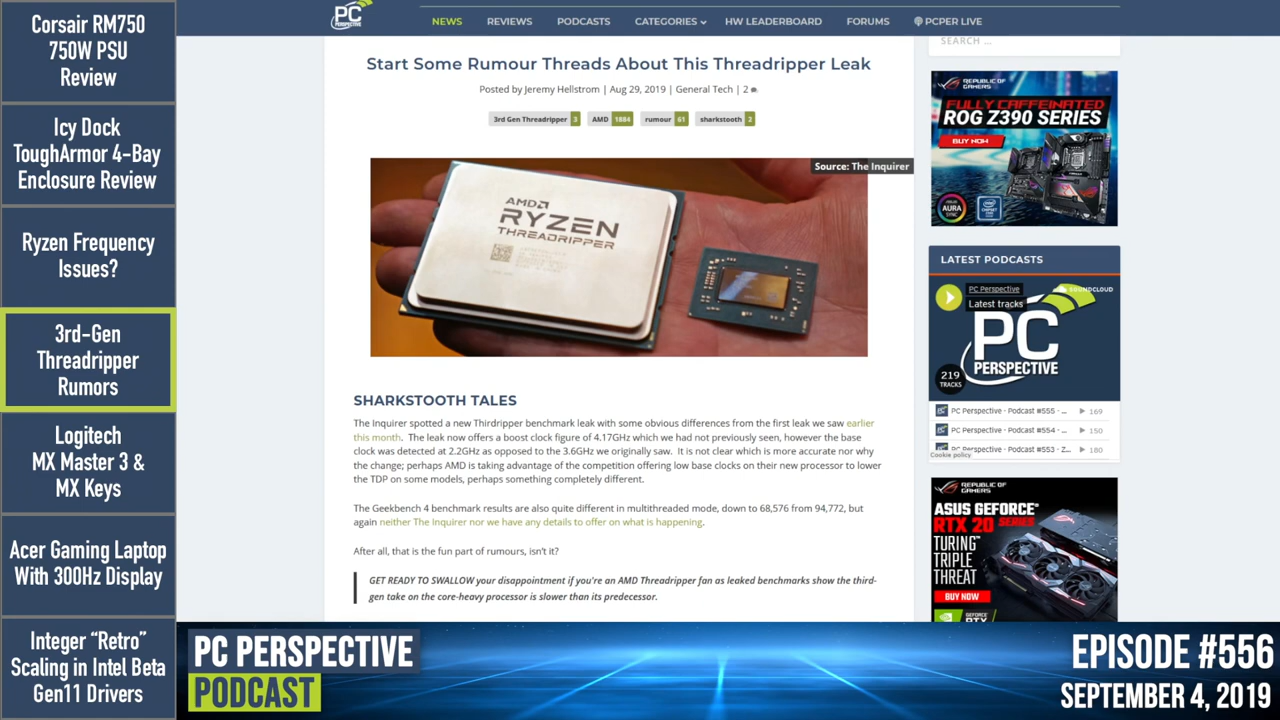 Corsair RM750
750W PSU
Review
Icy Dock
ToughArmor 4-Bay
Enclosure Review
Ryzen Frequency
Issues?
3rd-Gen
Threadripper
Rumors
Logitech
MX Master 3 &
MX Keys
Acer Gaming Laptop
With 300Hz Display
Integer “Retro”
Scaling in Intel Beta
Gen11 Drivers
PC
PERSPECTIVE
NEWS REVIEWS PODCASTS CATEGORIES HW LEADERBOARD FORUMS PCPER LIVE
Start Some Rumour Threads About This Threadripper Leak
Posted by Jeremy Hellstrom | Aug 29, 2019 | General Tech | 2
3rd Gen Threadripper 3 AMD 1884 rumour 61 sharkstooth 2
Source: The Inquirer
AMD
RYZEN
THREADRIPPER
SHARKSTOOTH TALES
The Inquirer spotted a new Thirdripper benchmark leak with some obvious differences from the first leak we saw earlier
this month. The leak now offers a boost clock figure of 4.17GHz which we had not previously seen, however the base
clock was detected at 2.2GHz as opposed to the 3.6GHz we originally saw. It is not clear which is more accurate nor why
the change; perhaps AMD is taking advantage of the competition offering low base clocks on their new processor to lower
the TDP on some models, perhaps something completely different.
The Geekbench 4 benchmark results are also quite different in multithreaded mode, down to 68,576 from 94,772, but
again neither The Inquirer nor we have any details to offer on what is happening.
After all, that is the fun part of rumours, isn't it?
GET READY TO SWALLOW your disappointment if you're an AMD Threadripper fan as leaked benchmarks show the third-
gen take on the core-heavy processor is slower than its predecessor.
SEARCH ...
REPUBLIC OF
GAMERS
FULLY CAFFEINATED
ROG Z390 SERIES
BUY NOW
AURA
SYNC
CHIPSET
LATEST PODCASTS
PC Perspective
Latest tracks
SOUNDCLOUD
PC
PERSPECTIVE
219
TRACKS
PC Perspective - Podcast #555 - ... 169
PC Perspective - Podcast #554 - ... 150
PC Perspective - Podcast #553 - Z... 180
Cookie policy
REPUBLIC OF
GAMERS
ASUS GEFORCE
RTX 20 SERIES
TURING
TRIPLE
THREAT
BUY NOW
GEFORCE
RTX
PC PERSPECTIVE
PODCAST
EPISODE #556
SEPTEMBER 4, 2019